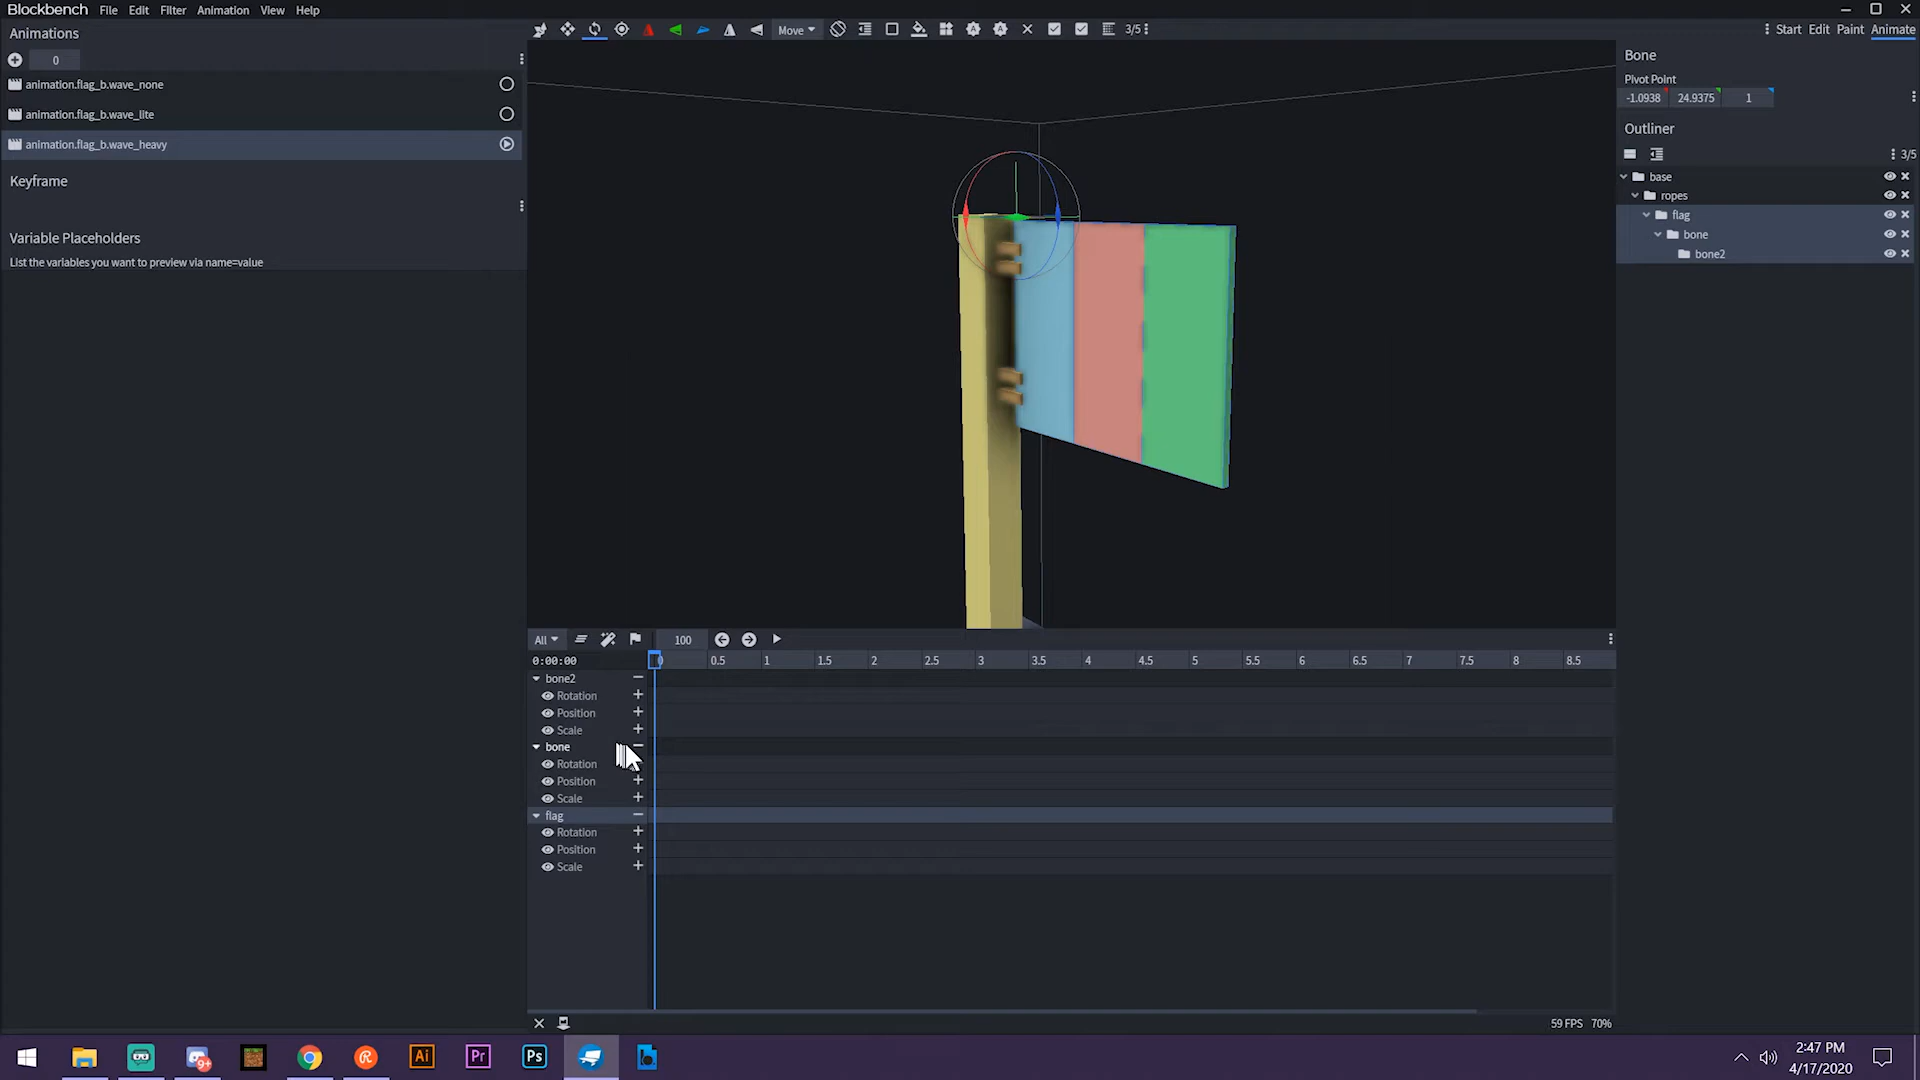 Blockbench File Edit Filter Animation View Help
Animations
0
animation.flag_b.wave_none
animation.flag_b.wave_lite
animation.flag_b.wave_heavy
Keyframe
Variable Placeholders
List the variables you want to preview via name=value
Move 3/5
Start Edit Paint Animate
Bone
Pivot Point
-1.0938 24.9375 1
Outliner
3/5
base
ropes
flag
bone
bone2
All 100
0:00:00 0 0.5 1 1.5 2 2.5 3 3.5 4 4.5 5 5.5 6 6.5 7 7.5 8 8.5
bone2
Rotation
Position
Scale
bone
Rotation
Position
Scale
flag
Rotation
Position
Scale
59 FPS 70%
9+ Ai Pr Ps
2:47 PM
4/17/2020